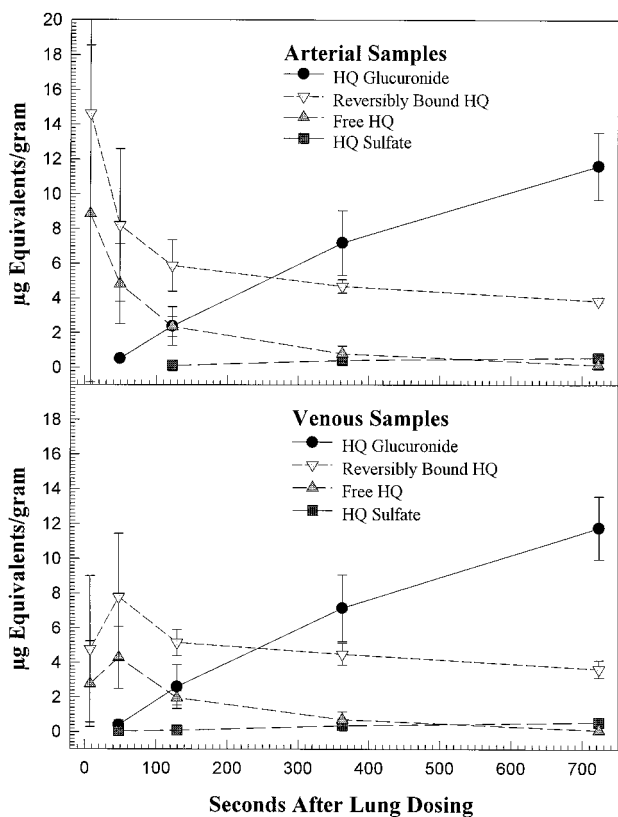 20
18
16
14
12
10
8
6
4
2
0
µg Equivalents/gram
Arterial Samples
HQ Glucuronide
Reversibly Bound HQ
Free HQ
HQ Sulfate
18
16
14
12
10
8
6
4
2
0
µg Equivalents/gram
Venous Samples
HQ Glucuronide
Reversibly Bound HQ
Free HQ
HQ Sulfate
0 100 200 300 400 500 600 700
Seconds After Lung Dosing